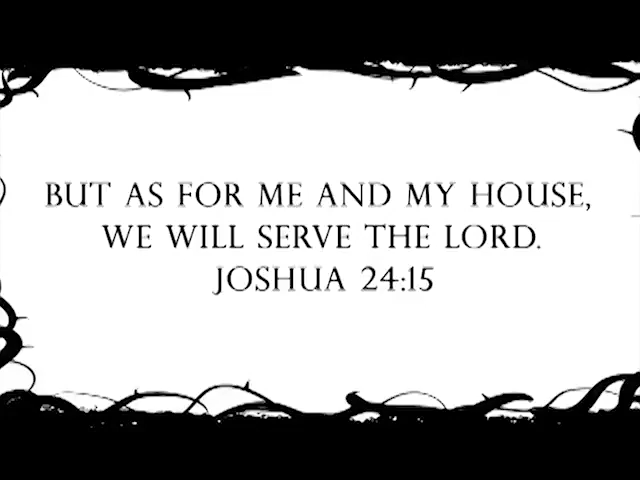 BUT AS FOR ME AND MY HOUSE,
WE WILL SERVE THE LORD.
JOSHUA 24:15